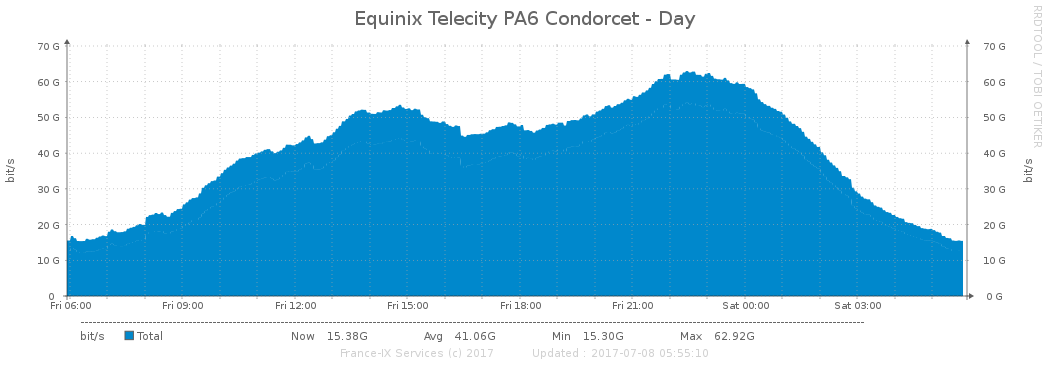 Equinix Telecity PA6 Condorcet - Day
RRDTOOL / TOBI OETIKER
70 G 70 G
60 G 60 G
50 G 50 G
40 G 40 G
30 G 30 G
20 G 20 G
10 G 10 G
0 0 G
bit/s
bit/s
Fri 06:00 Fri 09:00 Fri 12:00 Fri 15:00 Fri 18:00 Fri 21:00 Sat 00:00 Sat 03:00
bit/s Total Now 15.38G Avg 41.06G Min 15.30G Max 62.92G
France-IX Services (c) 2017 Updated : 2017-07-08 05:55:10